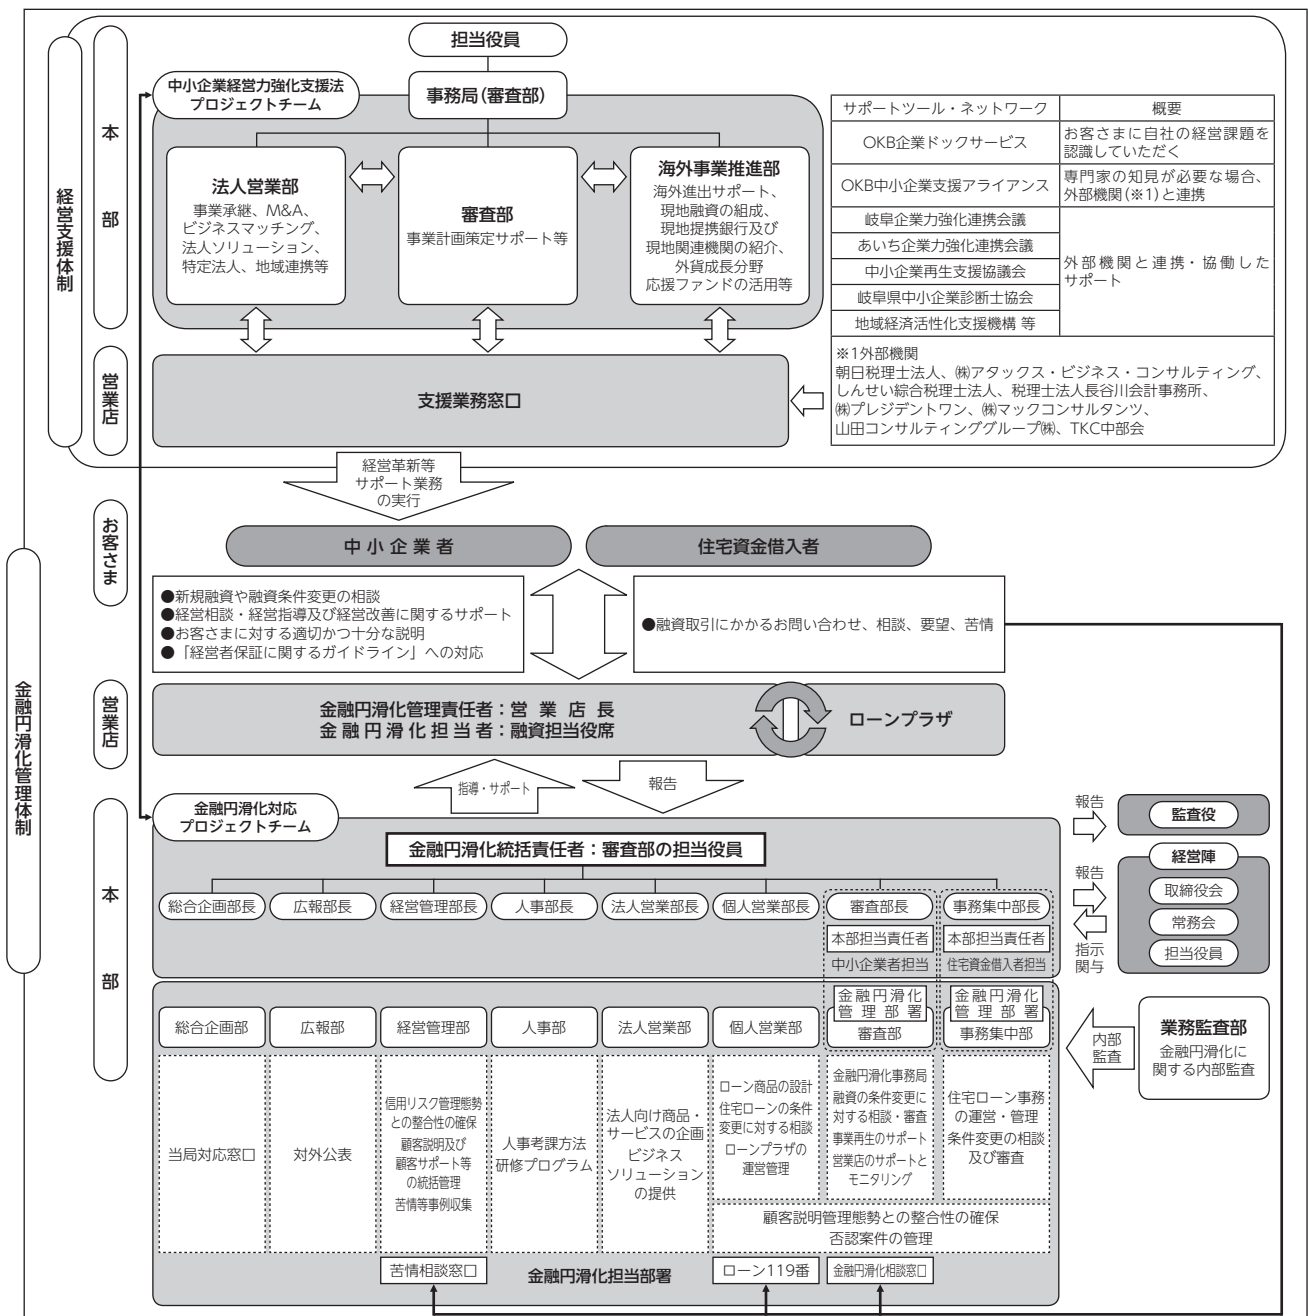 担当役員
中小企業経営力強化支援法
プロジェクトチーム
事務局(審査部)
経営支援体制
本部
営業店
法人営業部
事業承継、M&A、
ビジネスマッチング、
法人ソリューション、
特定法人、地域連携等
審査部
事業計画策定サポート等
海外事業推進部
海外進出サポート、
現地融資の組成、
現地提携銀行及び
現地関連機関の紹介、
外貨成長分野
応援ファンドの活用等
支援業務窓口
サポートツール・ネットワーク 概要
OKB企業ドックサービス
お客さまに自社の経営課題を
認識していただく
OKB中小企業支援アライアンス
専門家の知見が必要な場合、
外部機関(※1)と連携
岐阜企業力強化連携会議
あいち企業力強化連携会議
中小企業再生支援協議会
岐阜県中小企業診断士協会
地域経済活性化支援機構 等
外部機関と連携・協働した
サポート
※1外部機関
朝日税理士法人、㈱アタックス・ビジネス・コンサルティング、
しんせい綜合税理士法人、税理士法人長谷川会計事務所、
㈱プレジデントワン、㈱マックコンサルタンツ、
山田コンサルティンググループ㈱、TKC中部会
経営革新等
サポート業務
の実行
金融円滑化管理体制
お客さま
中小企業者
住宅資金借入者
●新規融資や融資条件変更の相談
●経営相談・経営指導及び経営改善に関するサポート
●お客さまに対する適切かつ十分な説明
●「経営者保証に関するガイドライン」への対応
●融資取引にかかるお問い合わせ、相談、要望、苦情
営業店
金融円滑化管理責任者：営業店長
金融円滑化担当者：融資担当役席
ローンプラザ
指導・サポート
報告
本部
金融円滑化対応
プロジェクトチーム
金融円滑化統括責任者：審査部の担当役員
総合企画部長
広報部長
経営管理部長
人事部長
法人営業部長
個人営業部長
審査部長
本部担当責任者
中小企業者担当
事務集中部長
本部担当責任者
住宅資金借入者担当
報告
監査役
報告
指示
関与
経営陣
取締役会
常務会
担当役員
総合企画部
広報部
経営管理部
人事部
法人営業部
個人営業部
金融円滑化
管理部署
審査部
金融円滑化
管理部署
事務集中部
内部
監査
業務監査部
金融円滑化に
関する内部監査
当局対応窓口
対外公表
信用リスク管理態勢
との整合性の確保
顧客説明及び
顧客サポート等
の統括管理
苦情等事例収集
人事考課方法
研修プログラム
法人向け商品・
サービスの企画
ビジネス
ソリューション
の提供
ローン商品の設計
住宅ローンの条件
変更に対する相談
ローンプラザの
運営管理
金融円滑化事務局
融資の条件変更に
対する相談・審査
事業再生のサポート
営業店のサポートと
モニタリング
住宅ローン事務
の運営・管理
条件変更の相談
及び審査
顧客説明管理態勢との整合性の確保
否認案件の管理
苦情相談窓口
金融円滑化担当部署
ローン119番
金融円滑化相談窓口